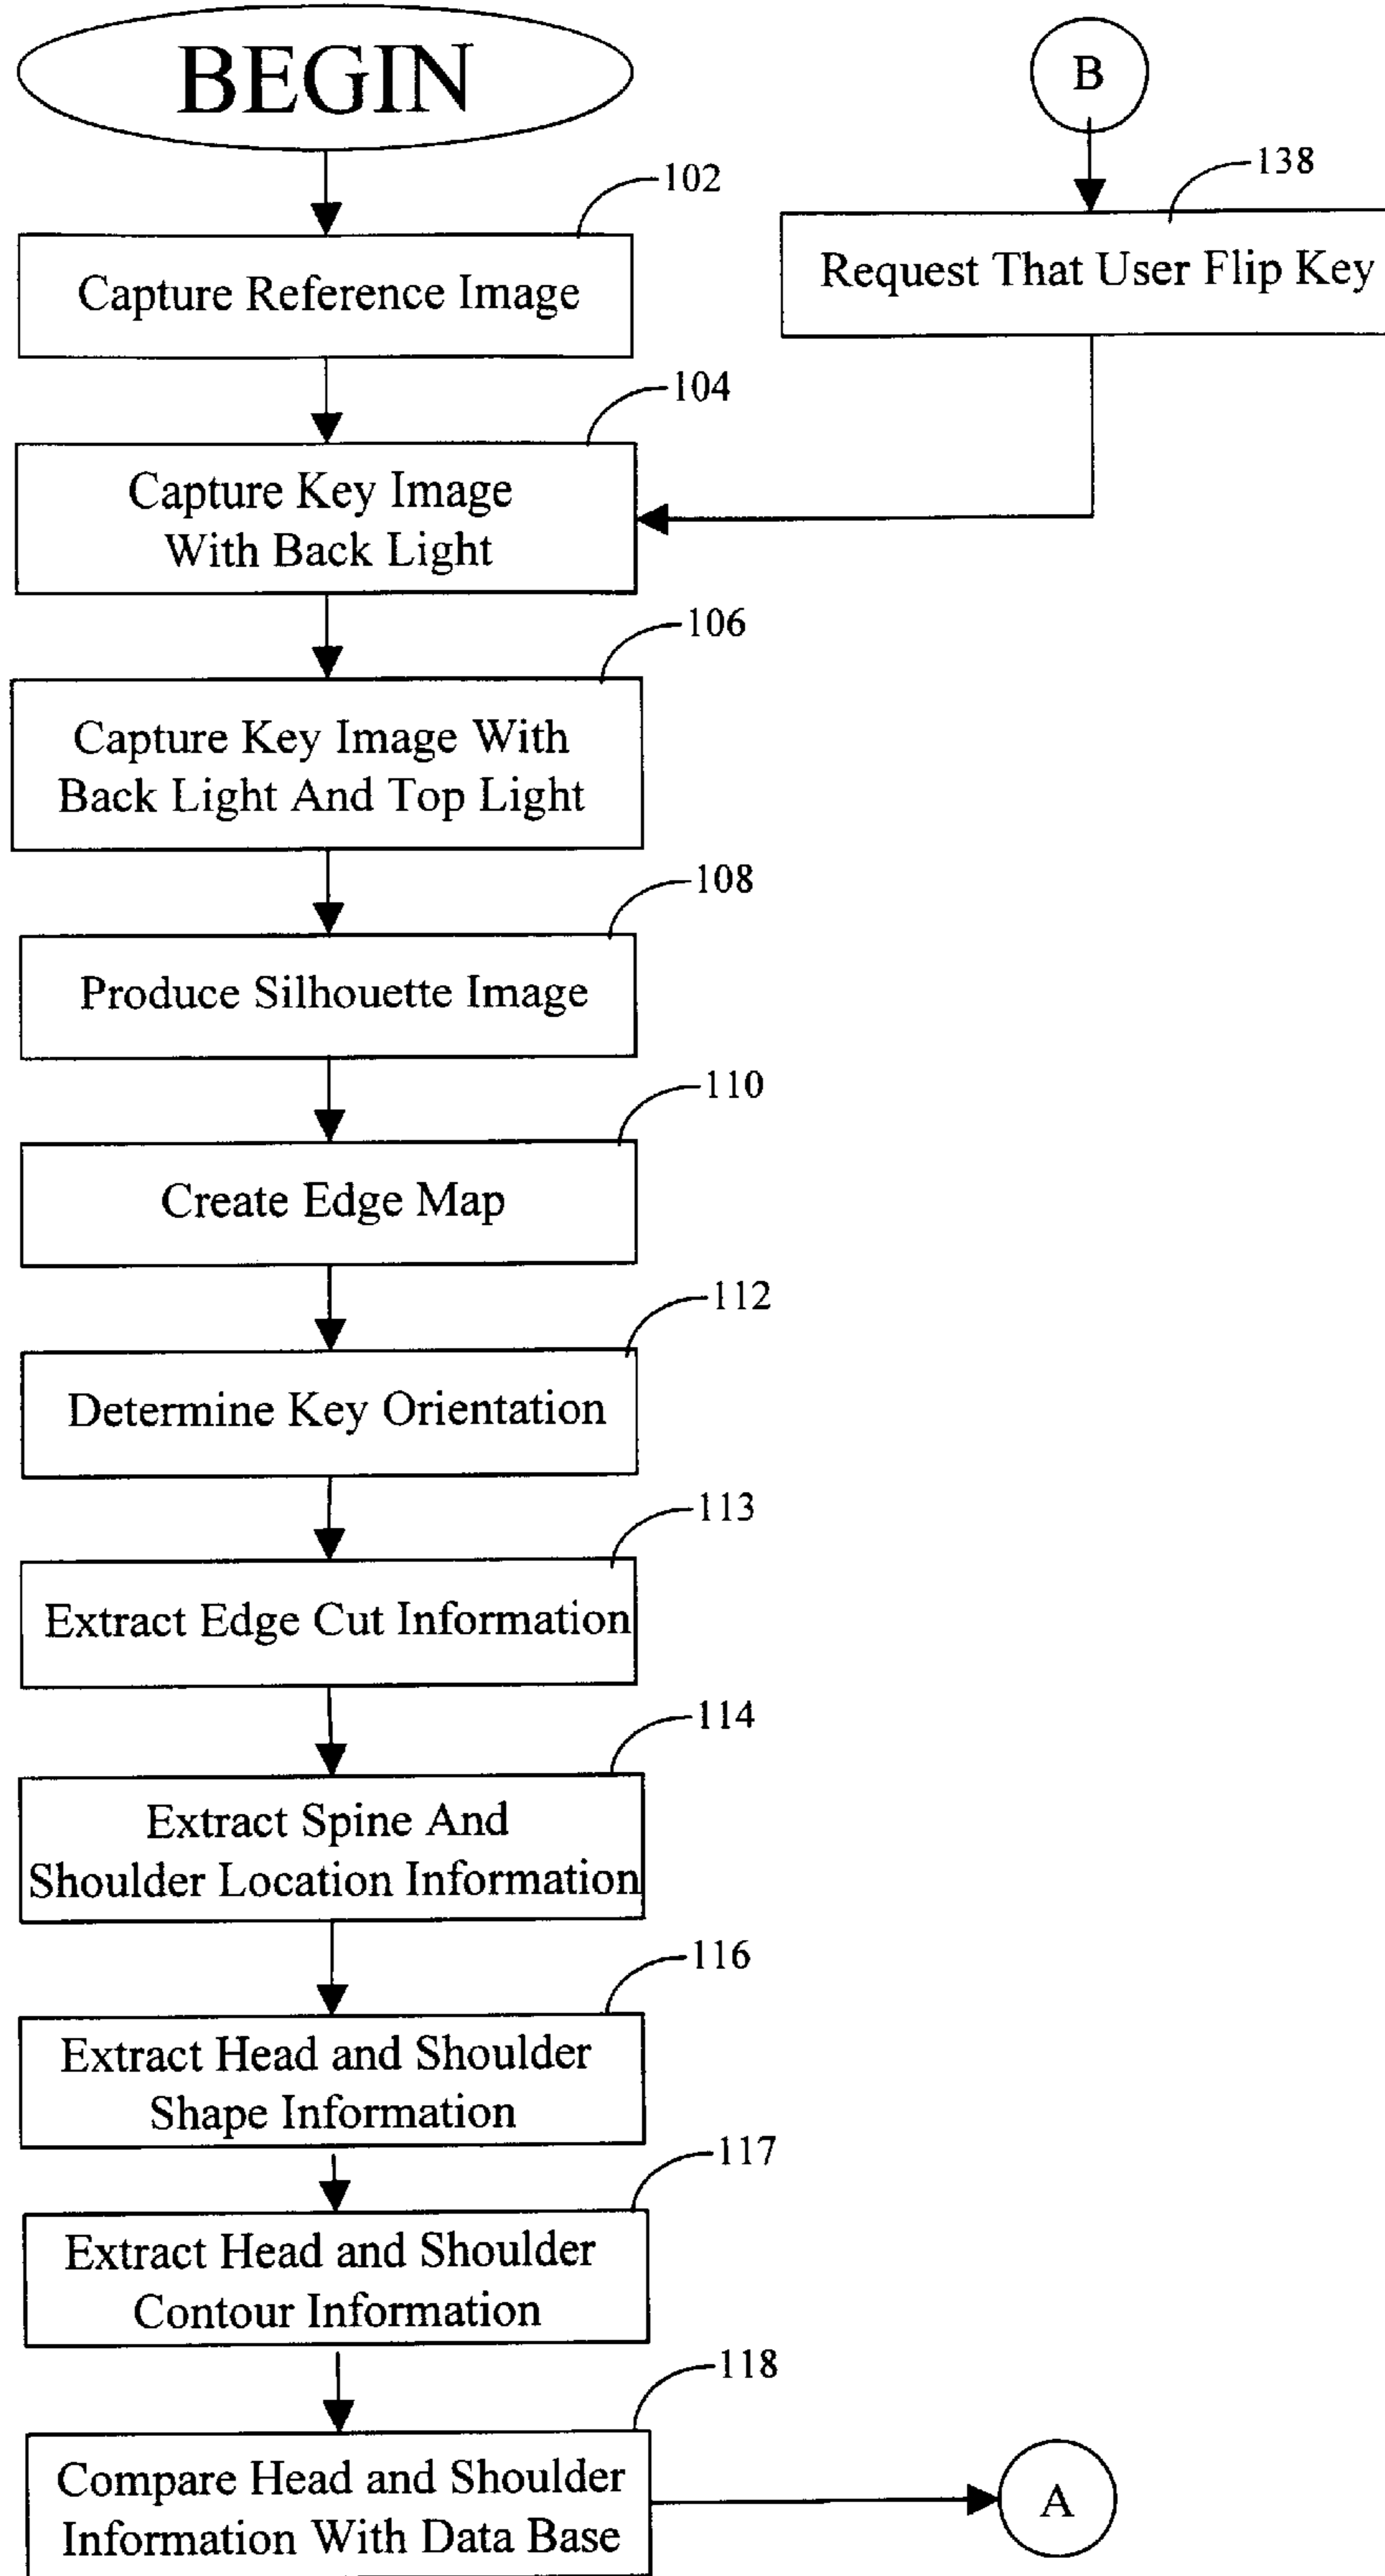 BEGIN
B
102
138
Capture Reference Image
Request That User Flip Key
104
Capture Key Image
With Back Light
106
Capture Key Image With
Back Light And Top Light
108
Produce Silhouette Image
110
Create Edge Map
112
Determine Key Orientation
113
Extract Edge Cut Information
114
Extract Spine And
Shoulder Location Information
116
Extract Head and Shoulder
Shape Information
117
Extract Head and Shoulder
Contour Information
118
Compare Head and Shoulder
Information With Data Base
A